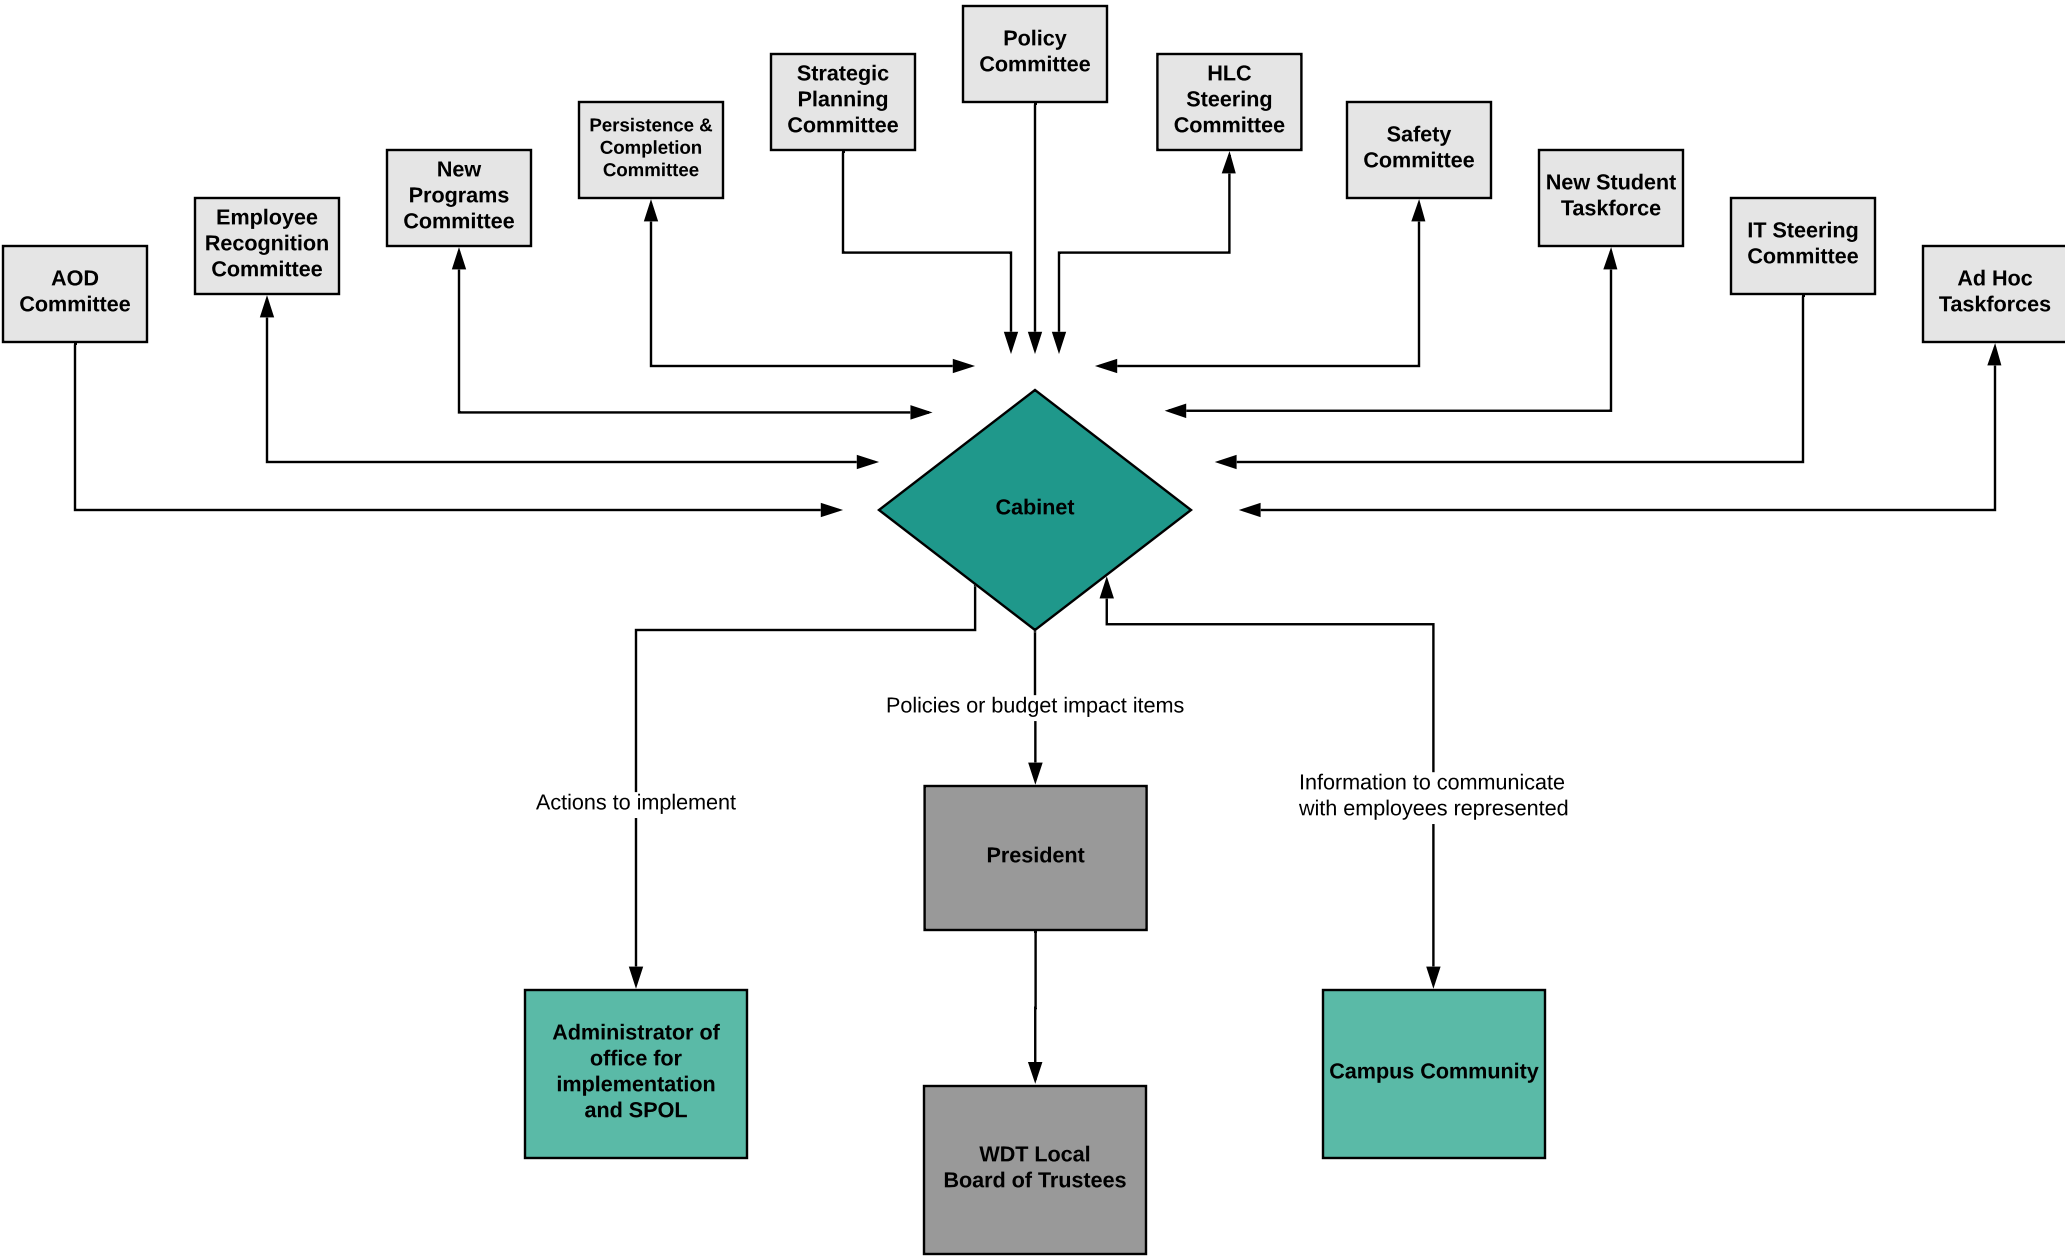 Policy
Committee
Strategic
Planning
Committee
HLC
Steering
Committee
Persistence &
Completion
Committee
Safety
Committee
New
Programs
Committee
New Student
Taskforce
Employee
Recognition
Committee
IT Steering
Committee
AOD
Committee
Ad Hoc
Taskforces
Cabinet
Policies or budget impact items
Actions to implement
Information to communicate
with employees represented
President
Administrator of
office for
implementation
and SPOL
Campus Community
WDT Local
Board of Trustees